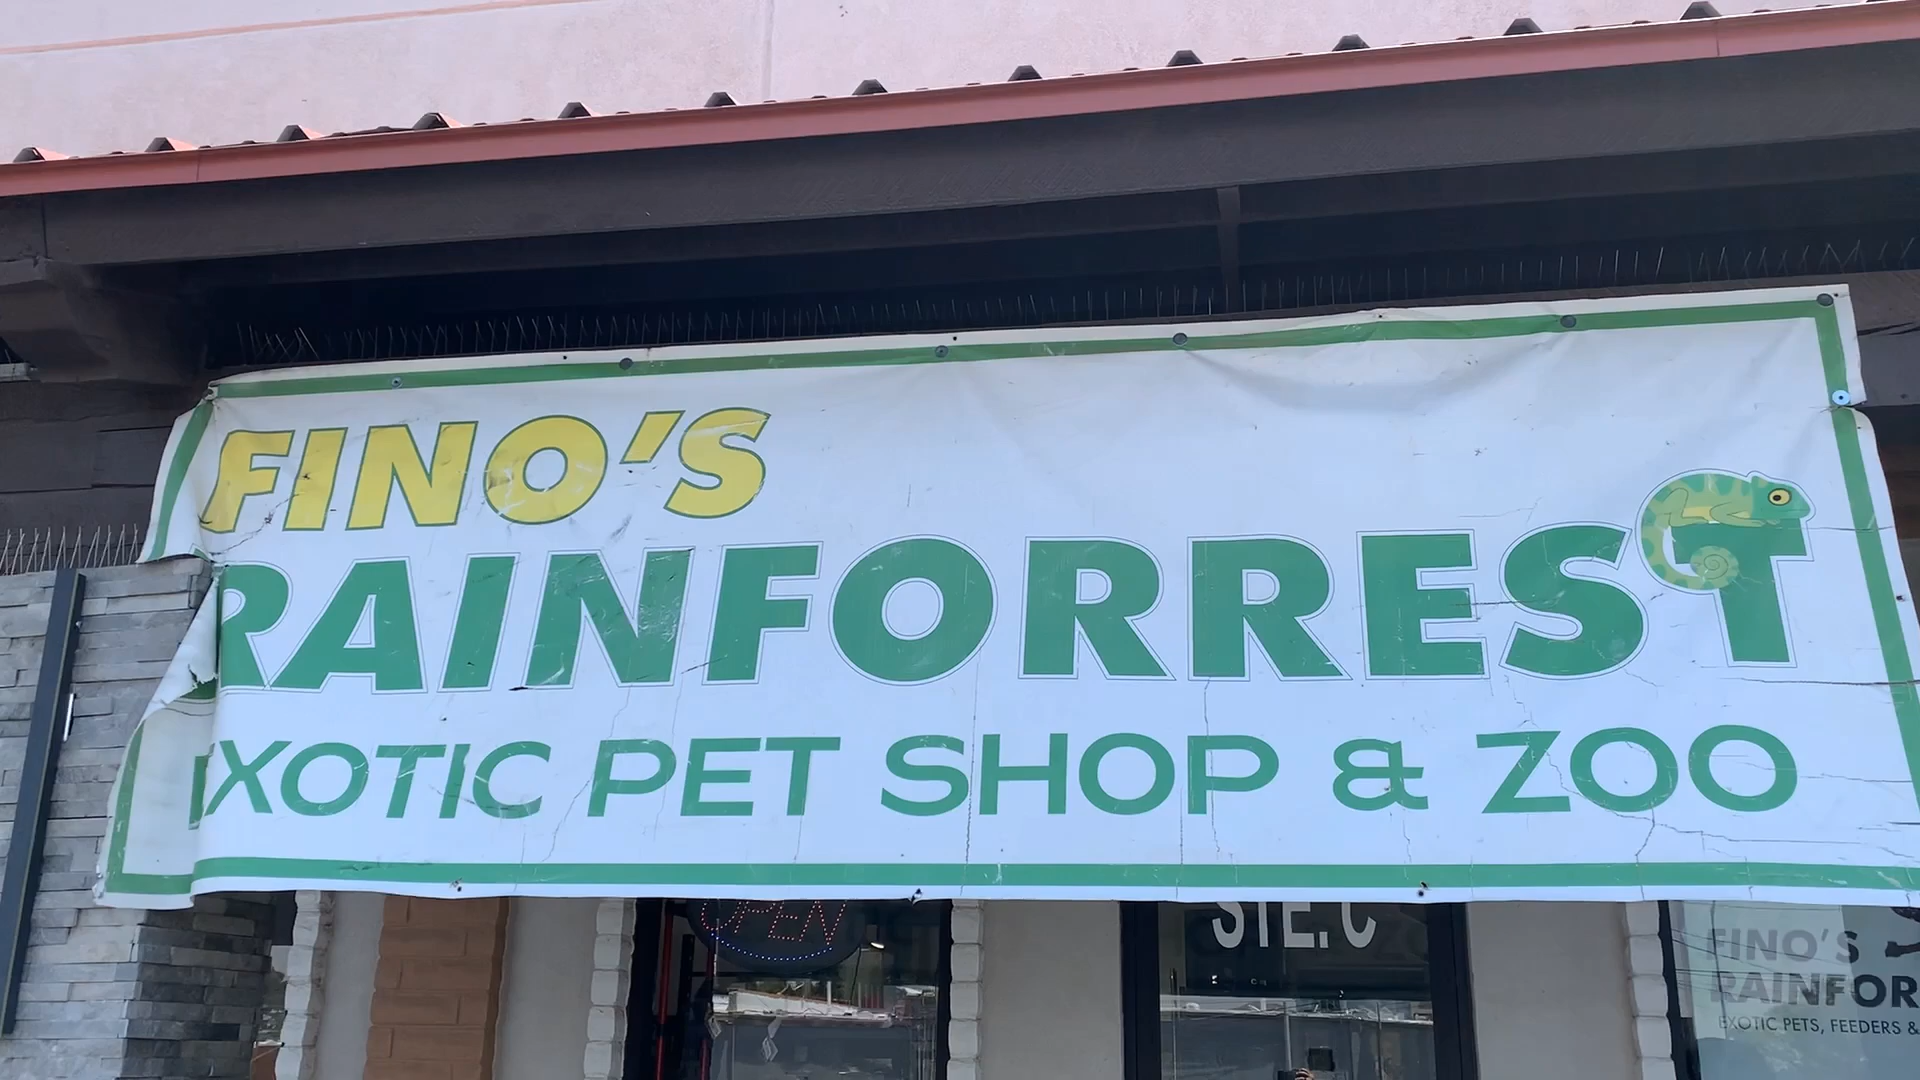 FINO'S
RAINFORREST
EXOTIC PET SHOP & ZOO
OPEN
STE. C
FINO'S
RAINFOR
EXOTIC PETS, FEEDERS &